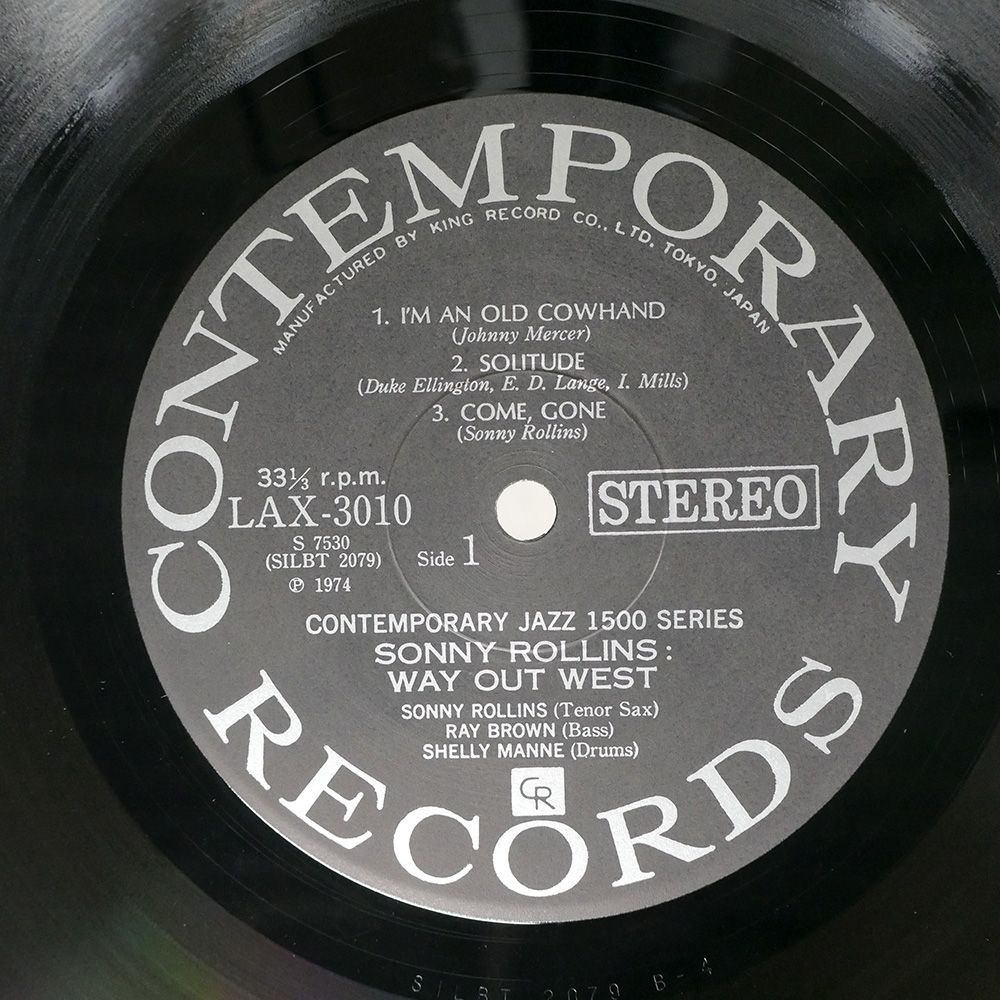 CONTEMPORARY
MANUFACTURED BY KING RECORD CO., LTD. TOKYO, JAPAN
1. I'M AN OLD COWHAND
(Johnny Mercer)
2. SOLITUDE
(Duke Ellington, E. D. Lange, I. Mills)
3. COME, GONE
(Sonny Rollins)
33⅓ r.p.m.
LAX-3010
S 7530
(SILBT 2079)
℗ 1974
Side 1
STEREO
CONTEMPORARY JAZZ 1500 SERIES
SONNY ROLLINS:
WAY OUT WEST
SONNY ROLLINS (Tenor Sax)
RAY BROWN (Bass)
SHELLY MANNE (Drums)
CR
RECORDS
SILBT 2079 B-4